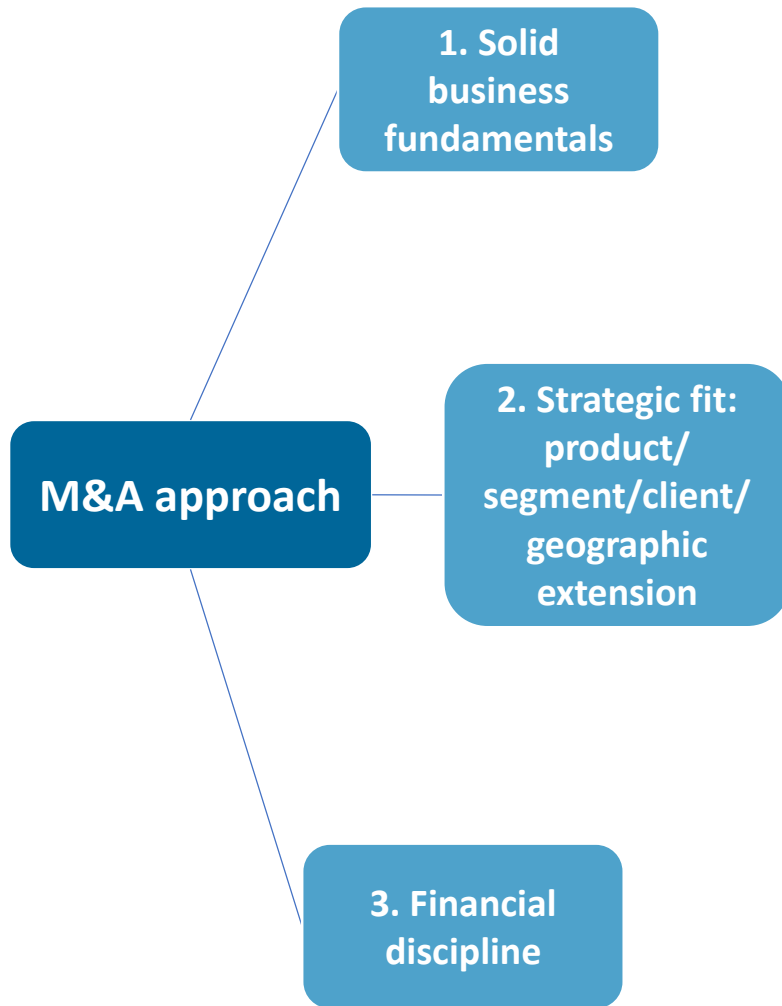 1. Solid
business
fundamentals
2. Strategic fit:
product/
segment/client/
geographic
extension
M&A approach
3. Financial
discipline